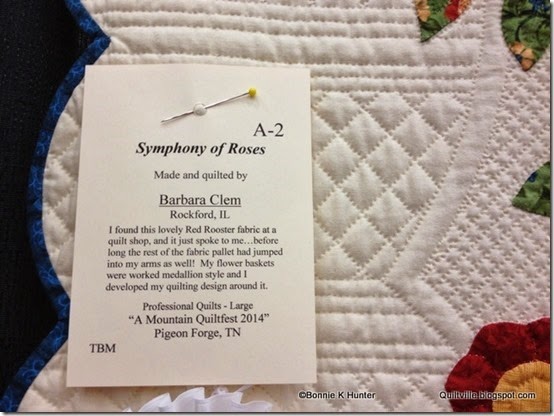 A-2
Symphony of Roses
Made and quilted by
Barbara Clem
Rockford, IL
I found this lovely Red Rooster fabric at a
quilt shop, and it just spoke to me…before
long the rest of the fabric pallet had jumped
into my arms as well!  My flower baskets
were worked medallion style and I
developed my quilting design around it.
Professional Quilts - Large
“A Mountain Quiltfest 2014”
Pigeon Forge, TN
TBM
©Bonnie K Hunter
Quiltville.blogspot.com